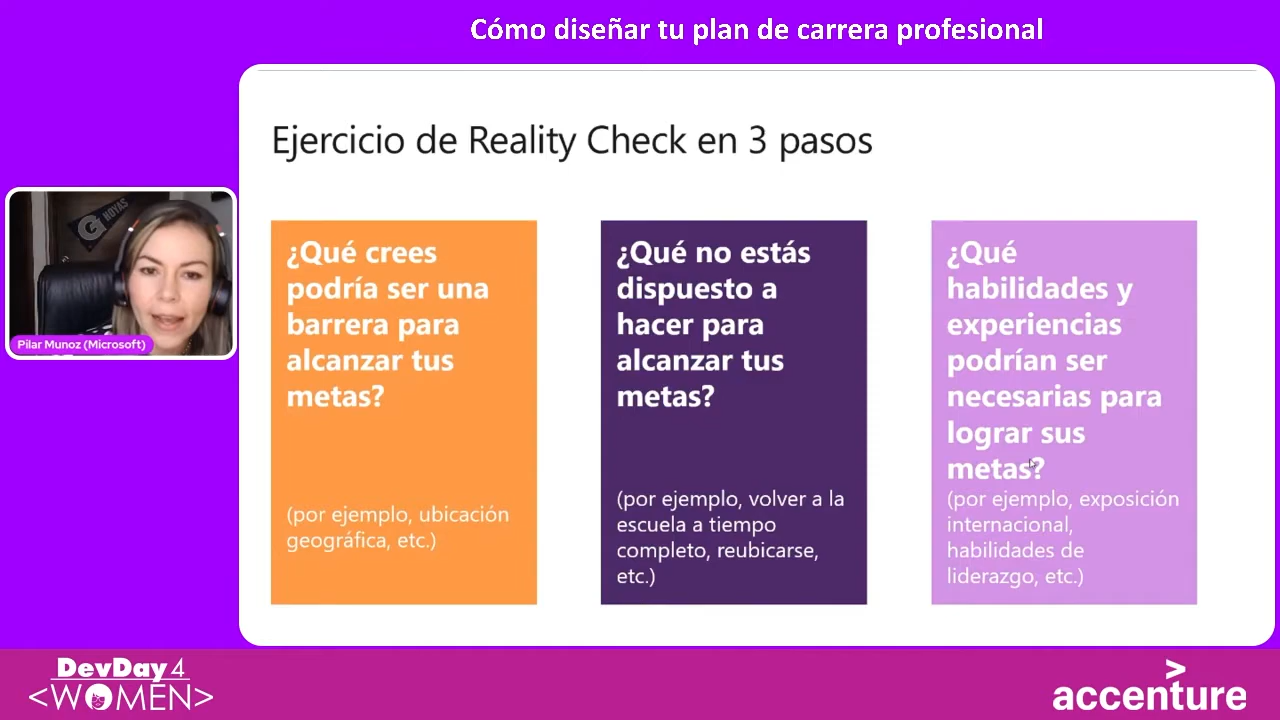 Cómo diseñar tu plan de carrera profesional
Ejercicio de Reality Check en 3 pasos
¿Qué crees
podría ser una
barrera para
alcanzar tus
metas?
(por ejemplo, ubicación
geográfica, etc.)
¿Qué no estás
dispuesto a
hacer para
alcanzar tus
metas?
(por ejemplo, volver a la
escuela a tiempo
completo, reubicarse,
etc.)
¿Qué
habilidades y
experiencias
podrían ser
necesarias para
lograr sus
metas?
(por ejemplo, exposición
internacional,
habilidades de
liderazgo, etc.)
HOYAS
Pilar Munoz (Microsoft)
DevDay4
<WOMEN>
accenture